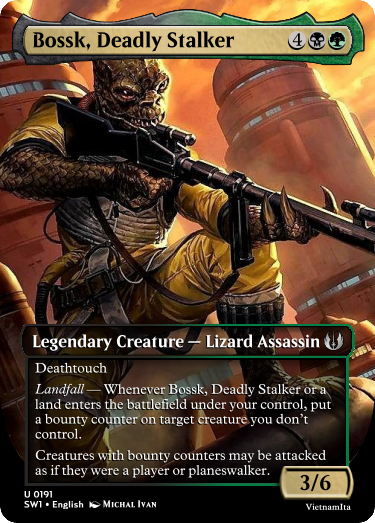 Bossk, Deadly Stalker 4
Legendary Creature — Lizard Assassin
Deathtouch
Landfall — Whenever Bossk, Deadly Stalker or a
land enters the battlefield under your control, put
a bounty counter on target creature you don't
control.
Creatures with bounty counters may be attacked
as if they were a player or planeswalker.
3/6
U 0191
SW1 • English MICHAL IVAN
VietnamIta